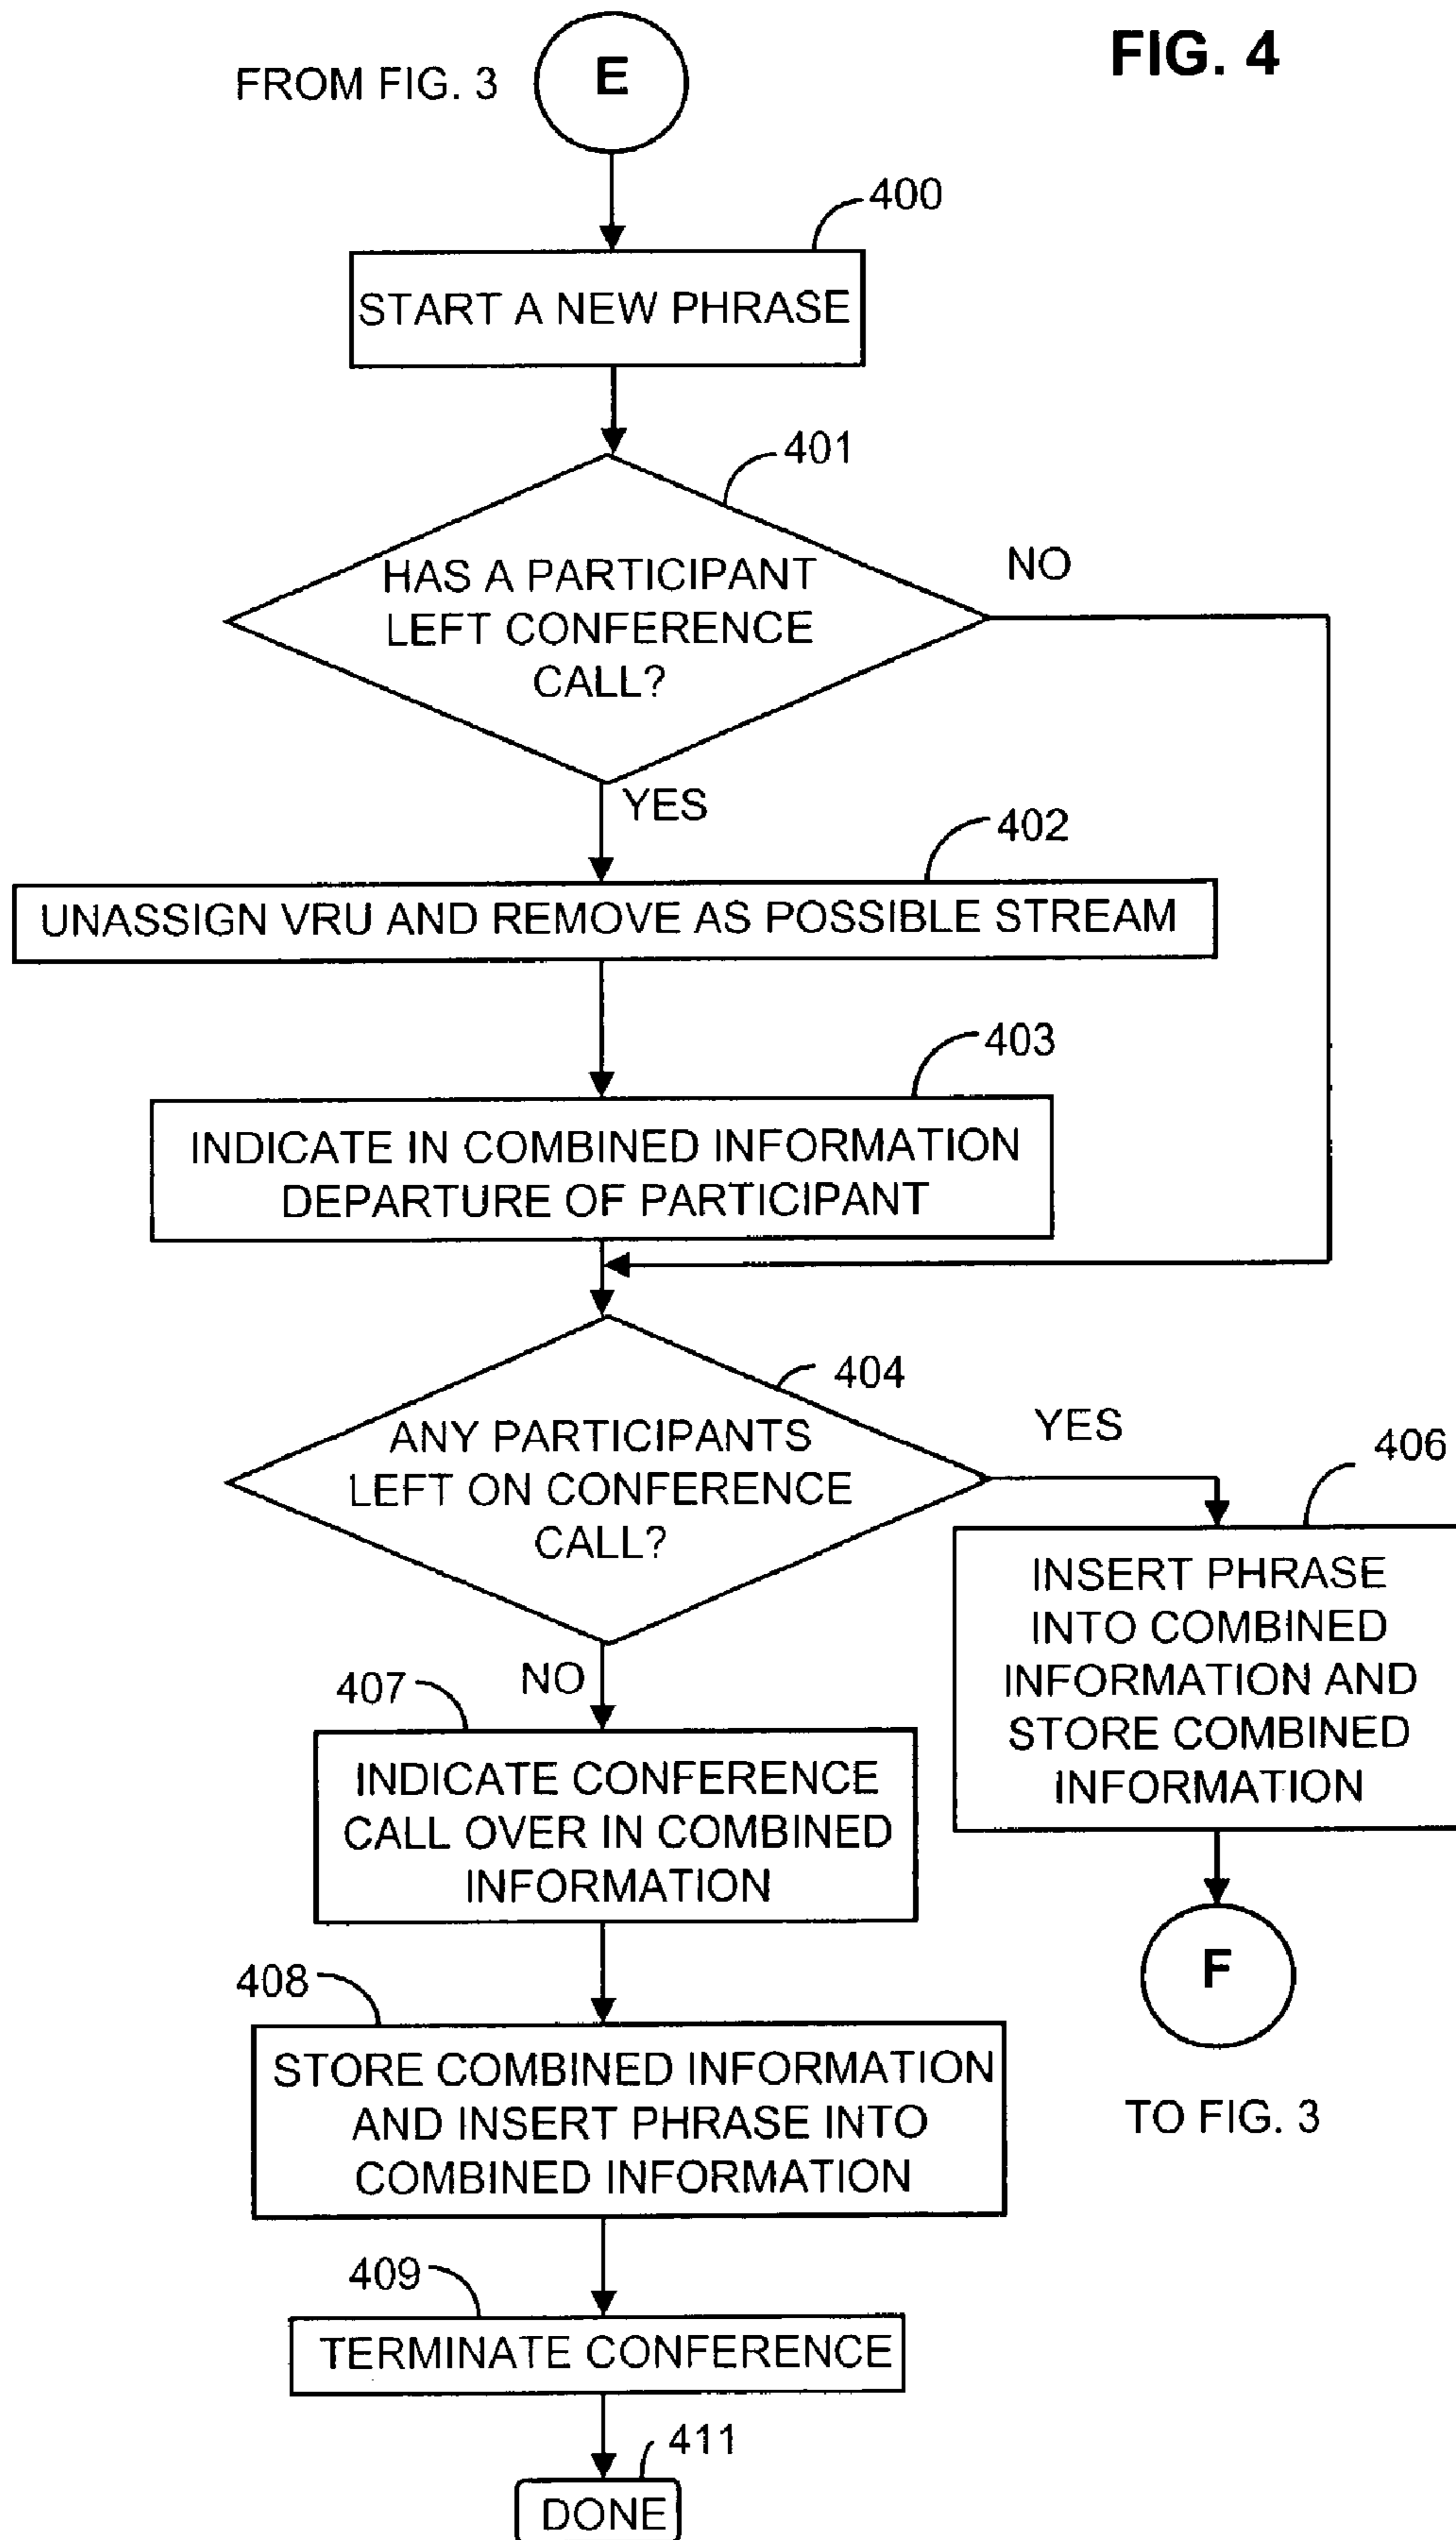 FIG. 4
FROM FIG. 3
E
400
START A NEW PHRASE
401
HAS A PARTICIPANT
LEFT CONFERENCE
CALL?
NO
YES
402
UNASSIGN VRU AND REMOVE AS POSSIBLE STREAM
403
INDICATE IN COMBINED INFORMATION
DEPARTURE OF PARTICIPANT
404
ANY PARTICIPANTS
LEFT ON CONFERENCE
CALL?
YES
406
INSERT PHRASE
INTO COMBINED
INFORMATION AND
STORE COMBINED
INFORMATION
NO
407
INDICATE CONFERENCE
CALL OVER IN COMBINED
INFORMATION
F
TO FIG. 3
408
STORE COMBINED INFORMATION
AND INSERT PHRASE INTO
COMBINED INFORMATION
409
TERMINATE CONFERENCE
411
DONE